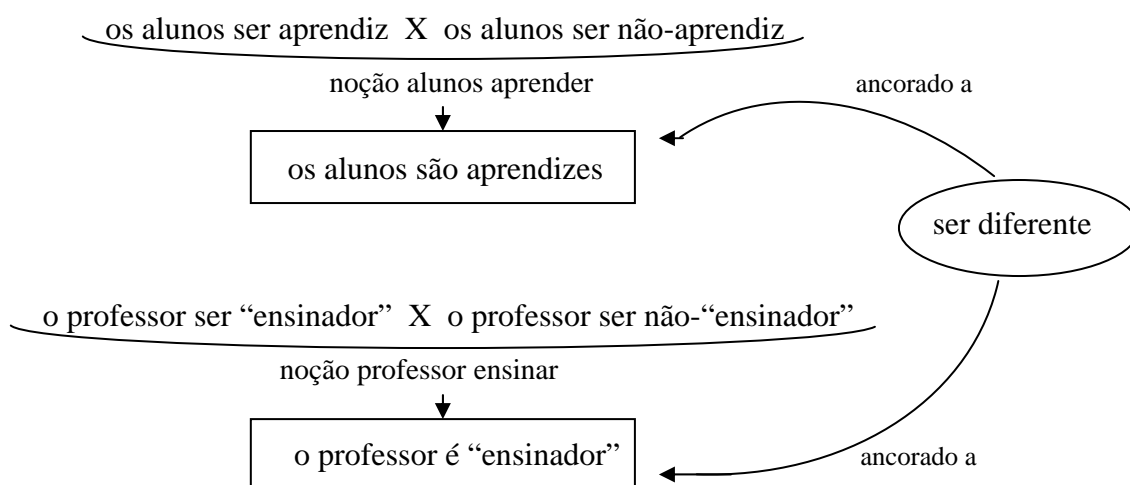 os alunos ser aprendiz X os alunos ser não-aprendiz
noção alunos aprender
ancorado a
os alunos são aprendizes
ser diferente
o professor ser “ensinador” X o professor ser não-“ensinador”
noção professor ensinar
o professor é “ensinador”
ancorado a